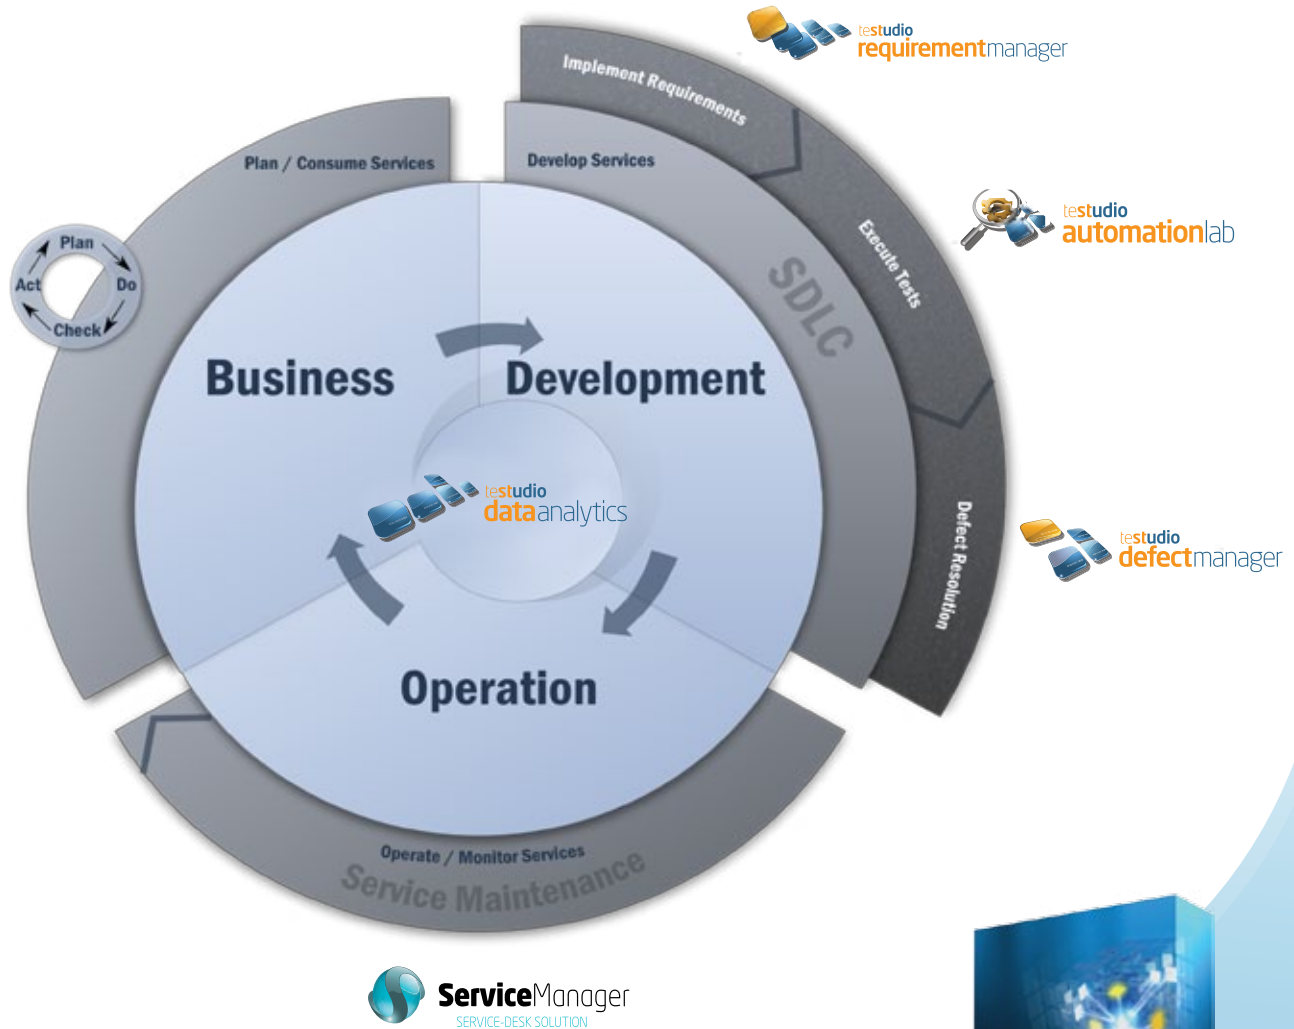 testudio
requirementmanager
Implement Requirements
Plan / Consume Services
Develop Services
testudio
automationlab
Execute Tests
Plan
Act
Do
Check
SDLC
Business
Development
testudio
dataanalytics
Defect Resolution
testudio
defectmanager
Operation
Operate / Monitor Services
Service Maintenance
ServiceManager
SERVICE-DESK SOLUTION